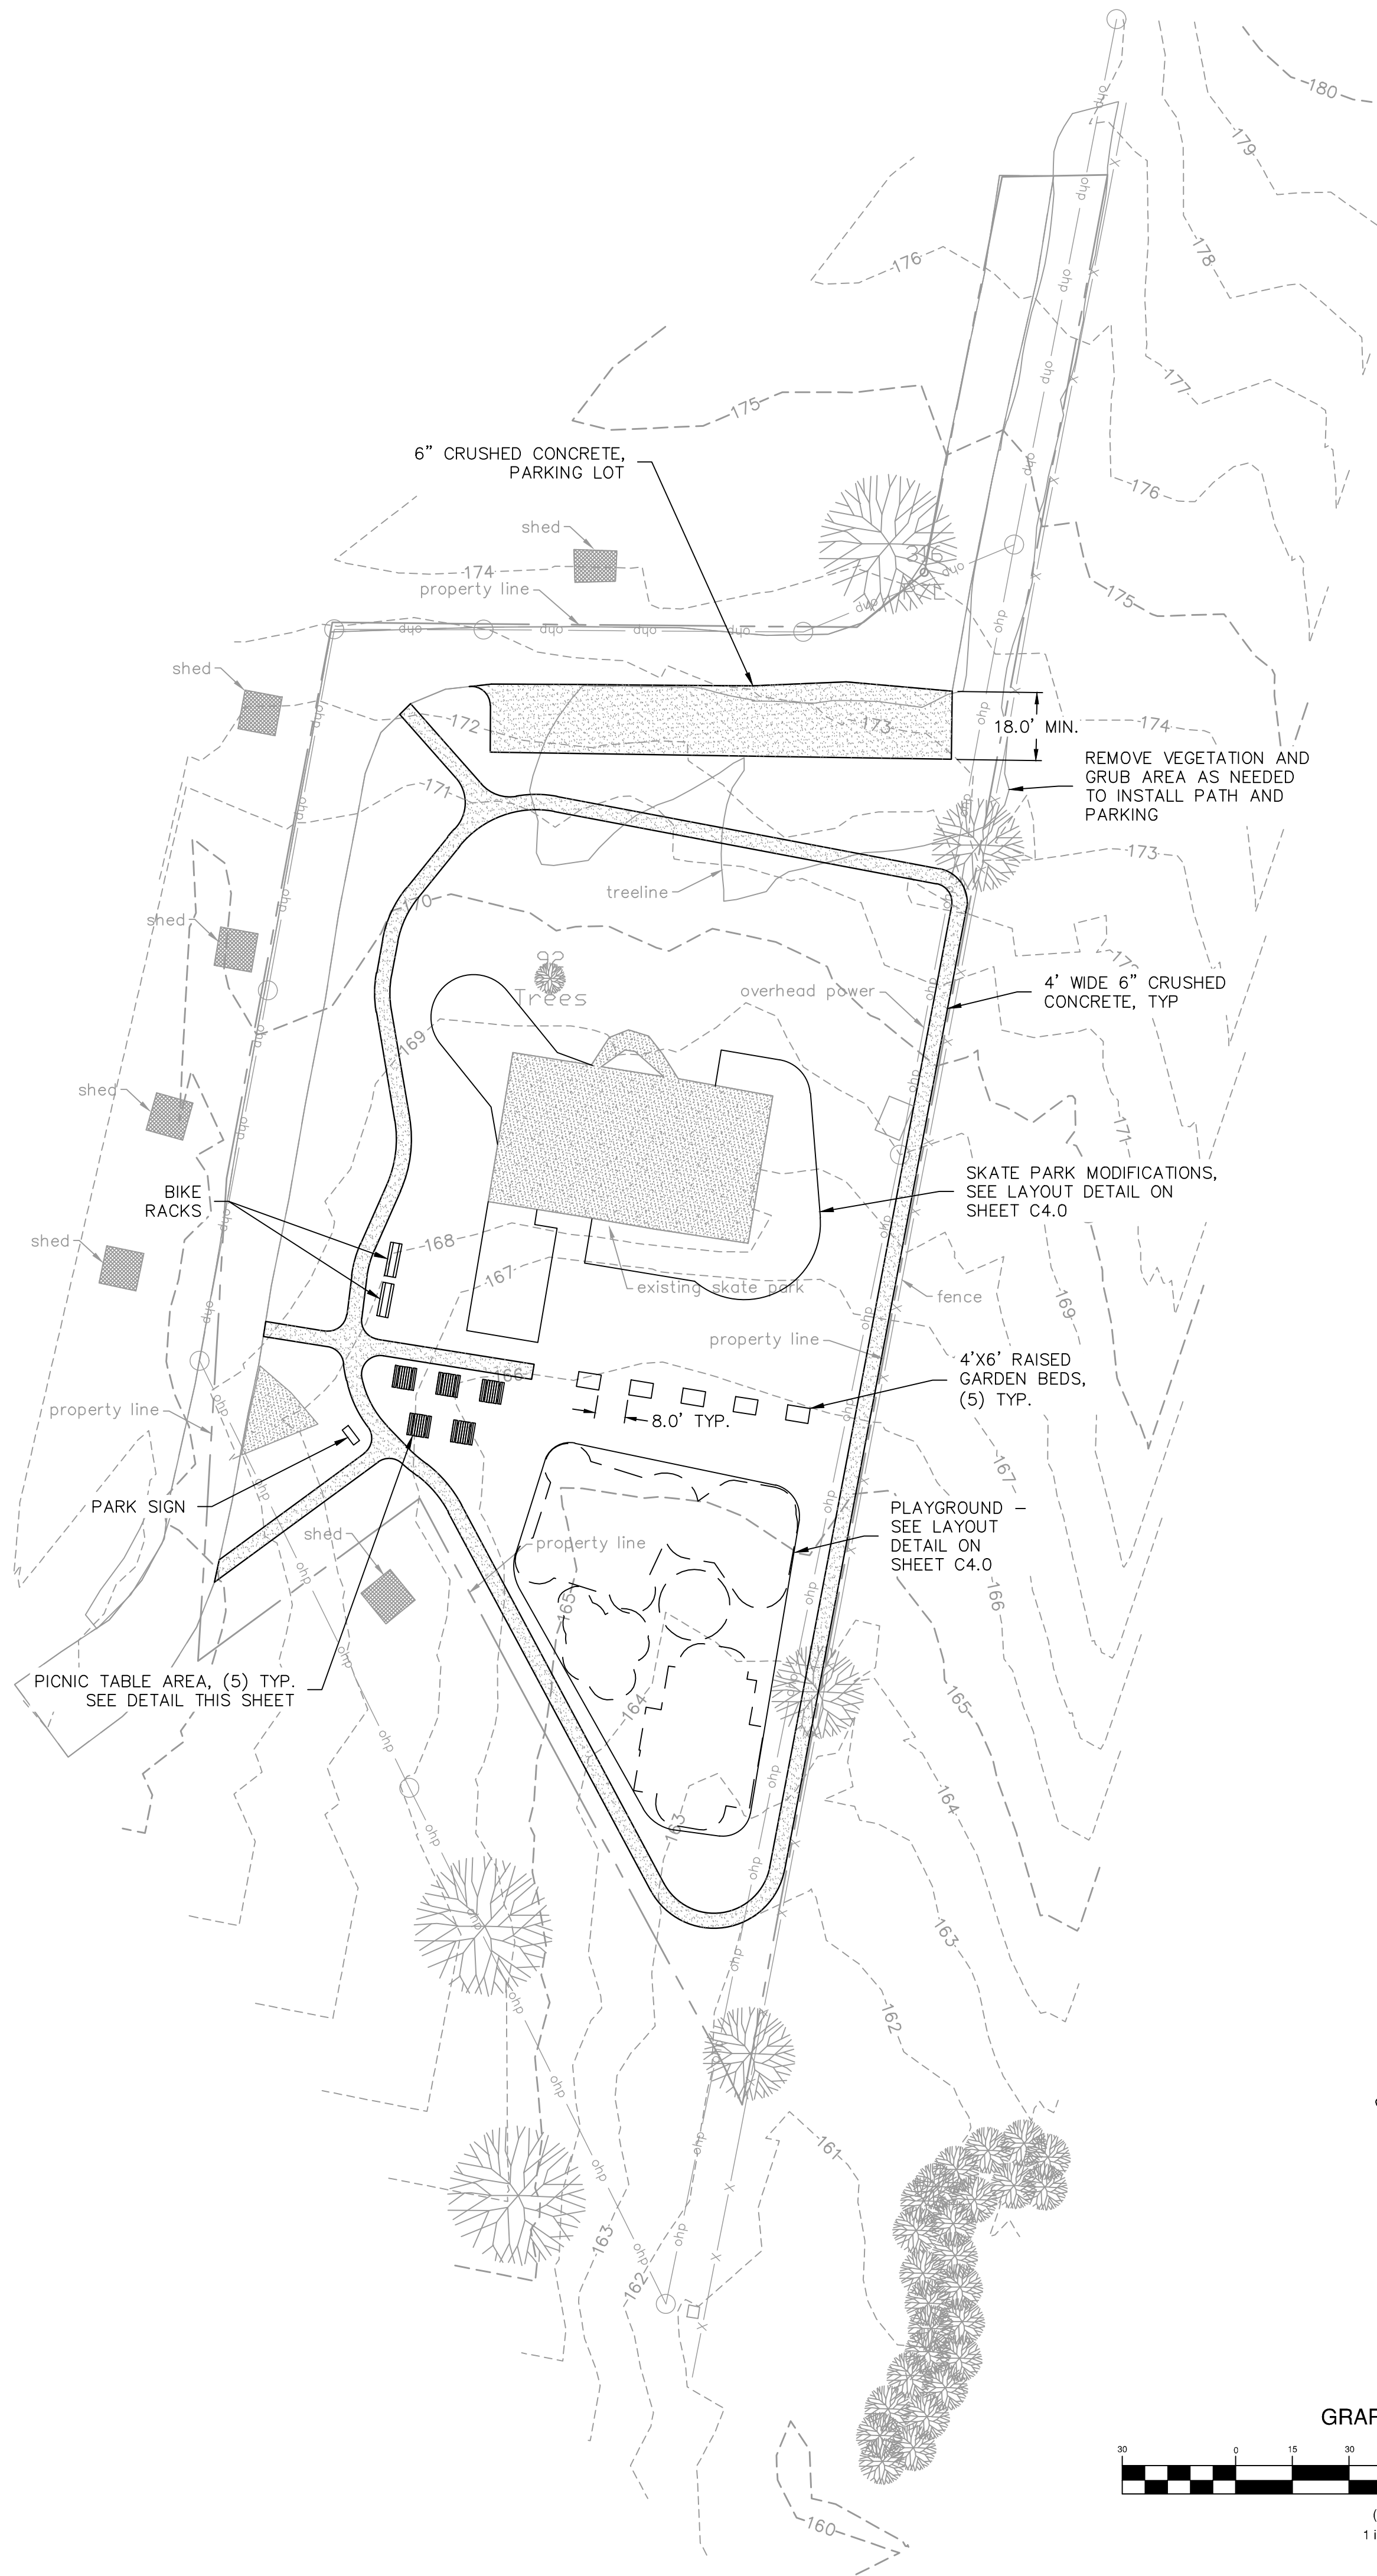 180
179
178
176
177
175
6" CRUSHED CONCRETE,
PARKING LOT
176
shed
174
property line
175
shed
172
173
18.0' MIN.
174
REMOVE VEGETATION AND
GRUB AREA AS NEEDED
TO INSTALL PATH AND
PARKING
171
173
treeline
170
shed
92
Trees
overhead power
4' WIDE 6" CRUSHED
CONCRETE, TYP
169
shed
171
SKATE PARK MODIFICATIONS,
SEE LAYOUT DETAIL ON
SHEET C4.0
BIKE
RACKS
168
shed
167
existing skate park
fence
169
property line
166
4'X6' RAISED
GARDEN BEDS,
(5) TYP.
property line
8.0' TYP.
167
PARK SIGN
PLAYGROUND –
SEE LAYOUT
DETAIL ON
SHEET C4.0
shed
property line
165
166
PICNIC TABLE AREA, (5) TYP.
SEE DETAIL THIS SHEET
164
165
163
164
163
162
161
163
162
160
30 0 15 30
ohp
X